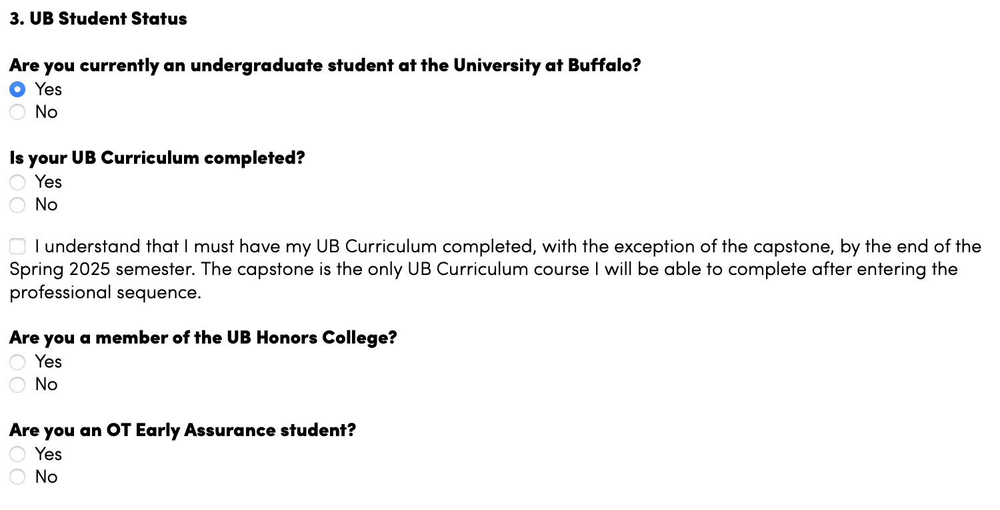 3. UB Student Status
Are you currently an undergraduate student at the University at Buffalo?
Yes
No
Is your UB Curriculum completed?
Yes
No
I understand that I must have my UB Curriculum completed, with the exception of the capstone, by the end of the
Spring 2025 semester. The capstone is the only UB Curriculum course I will be able to complete after entering the
professional sequence.
Are you a member of the UB Honors College?
Yes
No
Are you an OT Early Assurance student?
Yes
No